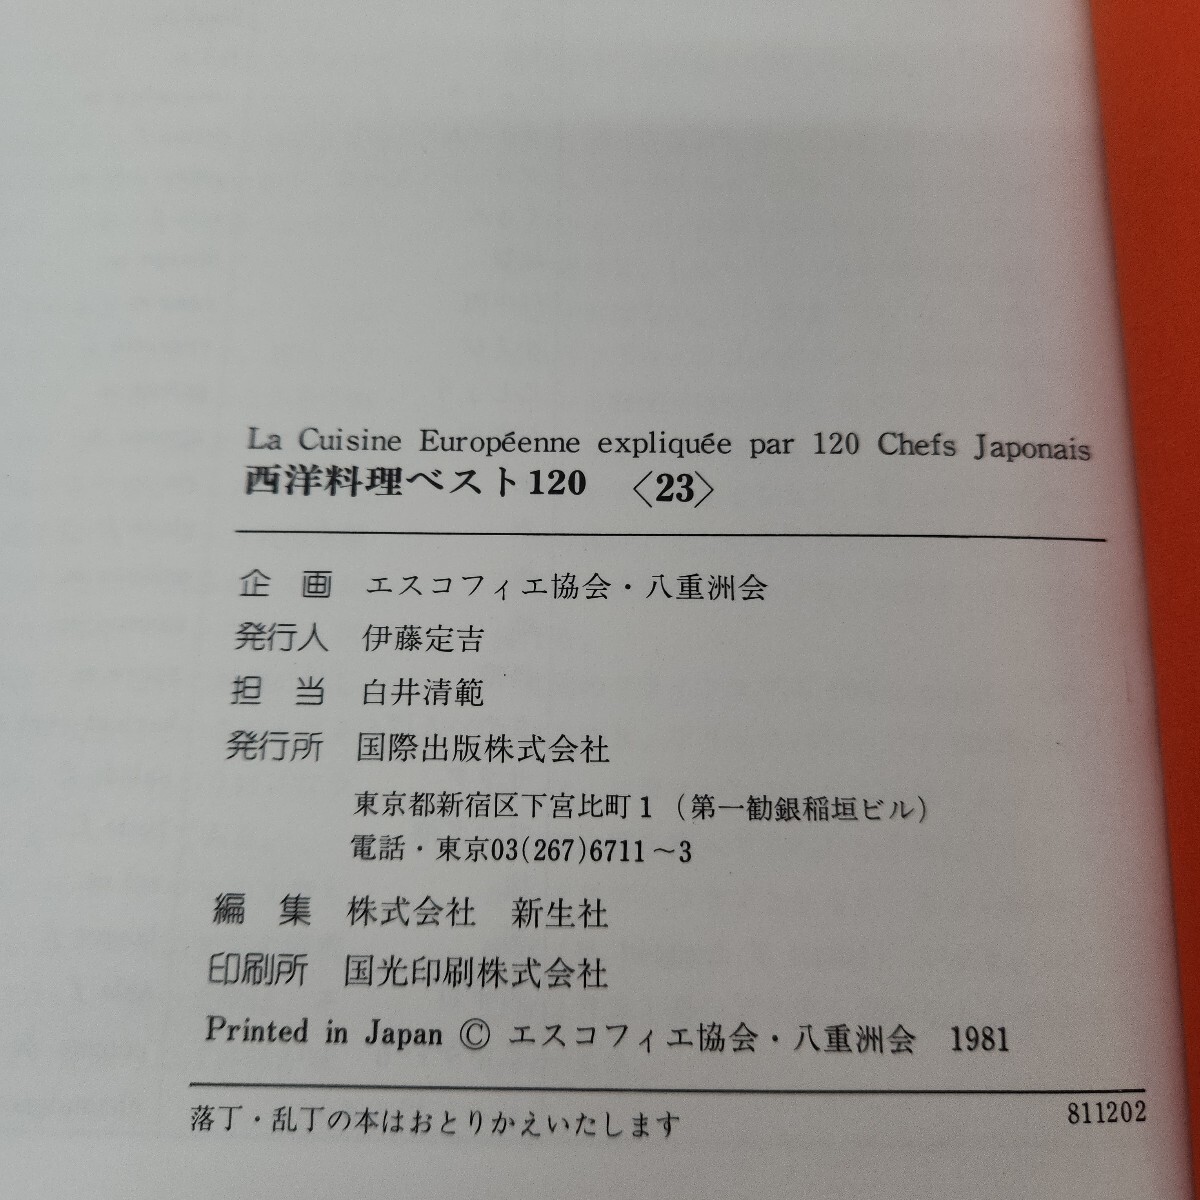 La Cuisine Européenne expliquée par 120 Chefs Japonais
西洋料理ベスト120 〈23〉
企 画 エスコフィエ協会・八重洲会
発行人 伊藤定吉
担 当 白井清範
発行所 国際出版株式会社
東京都新宿区下宮比町1 (第一勧銀稲垣ビル)
電話・東京03(267)6711〜3
編 集 株式会社 新生社
印刷所 国光印刷株式会社
Printed in Japan © エスコフィエ協会・八重洲会 1981
落丁・乱丁の本はおとりかえいたします 811202